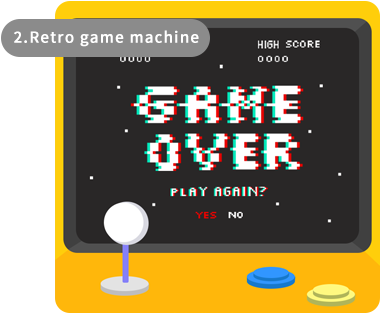 2.Retro game machine
HIGH SCORE
0000 0000
GAME
OVER
PLAY AGAIN?
YES NO